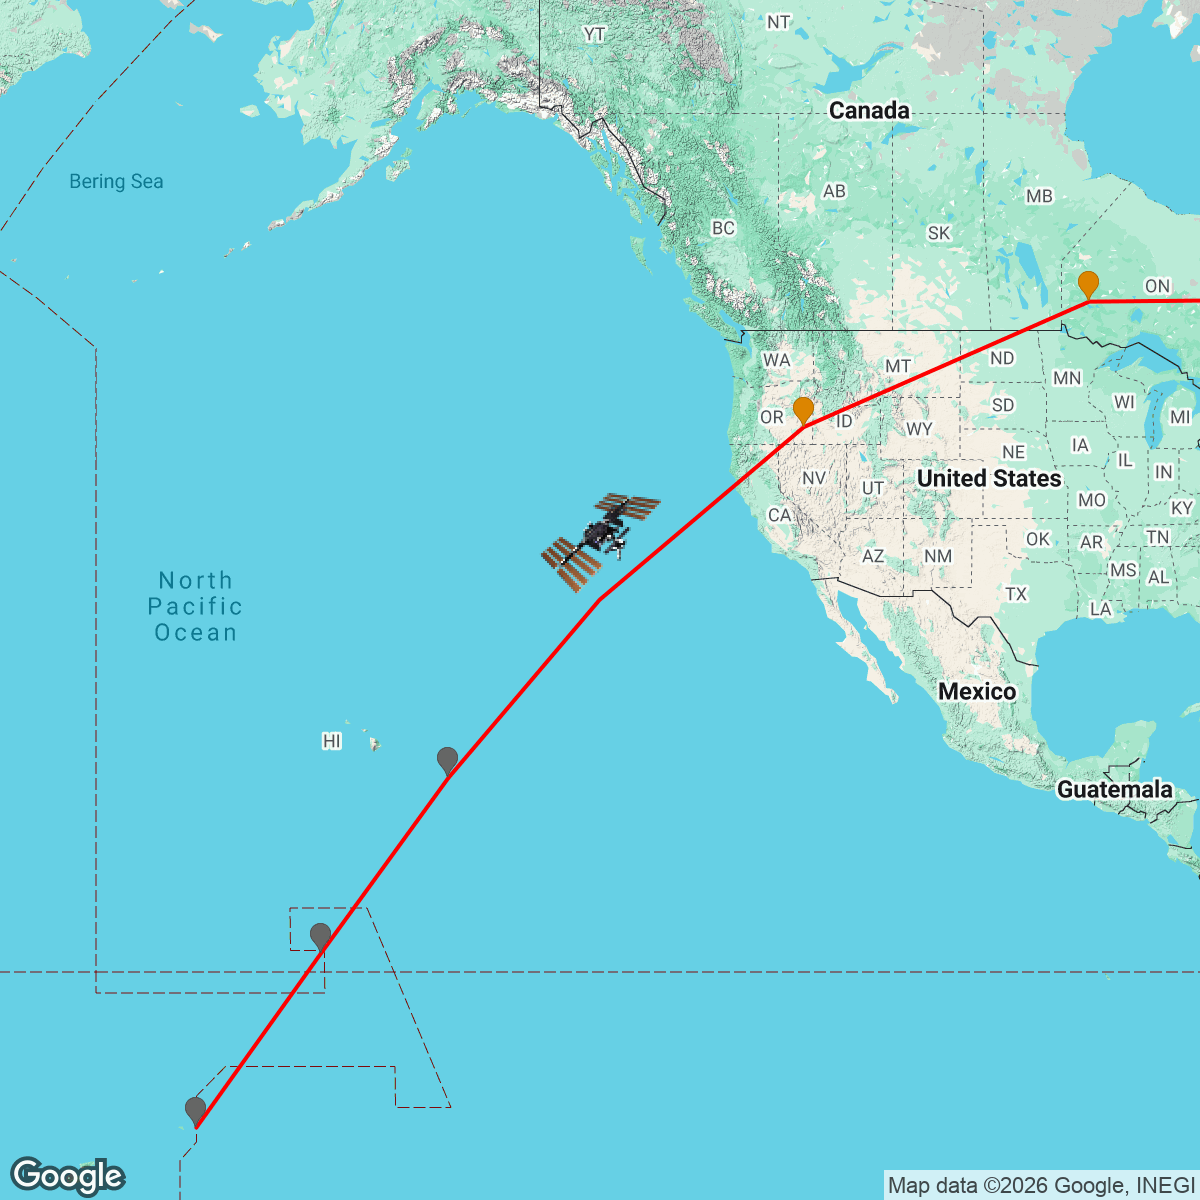 YT
NT
Canada
Bering Sea
AB
MB
BC
SK
ON
WA
MT
ND
MN
OR
ID
WY
SD
WI
MI
NE
IA
IL
IN
NV
UT
United States
MO
KY
CA
AZ
NM
OK
AR
TN
MS
AL
TX
LA
North
Pacific
Ocean
Mexico
HI
Guatemala
Google
Map data ©2026 Google, INEGI